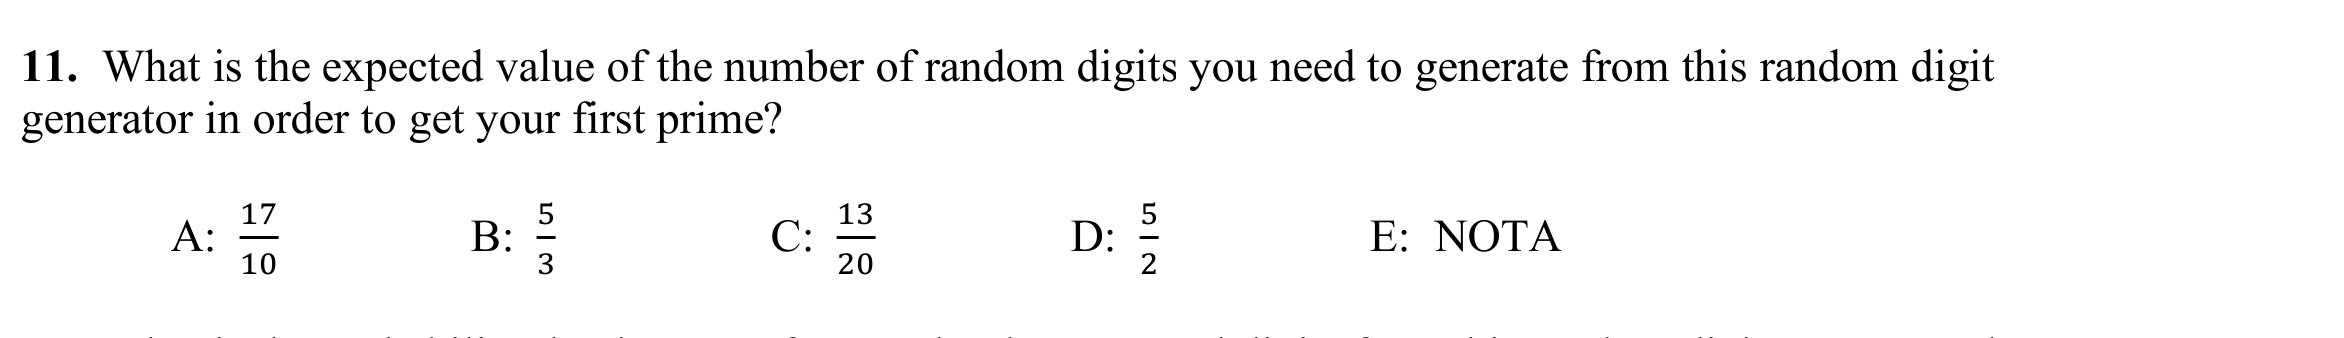 11. What is the expected value of the number of random digits you need to generate from this random digit
generator in order to get your first prime?
A: 17/10 B: 5/3 C: 13/20 D: 5/2 E: NOTA